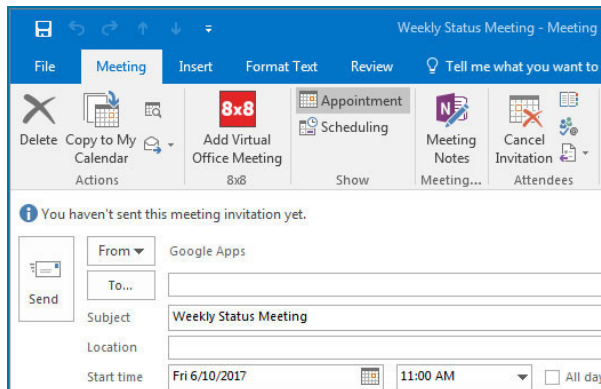 Weekly Status Meeting - Meeting
File Meeting Insert Format Text Review Tell me what you want to
Delete
Copy to My Calendar
8x8
Add Virtual Office Meeting
Appointment
Scheduling
Meeting Notes
Cancel Invitation
Actions 8x8 Show Meeting... Attendees
You haven't sent this meeting invitation yet.
Send
From Google Apps
To...
Subject Weekly Status Meeting
Location
Start time Fri 6/10/2017 11:00 AM All day